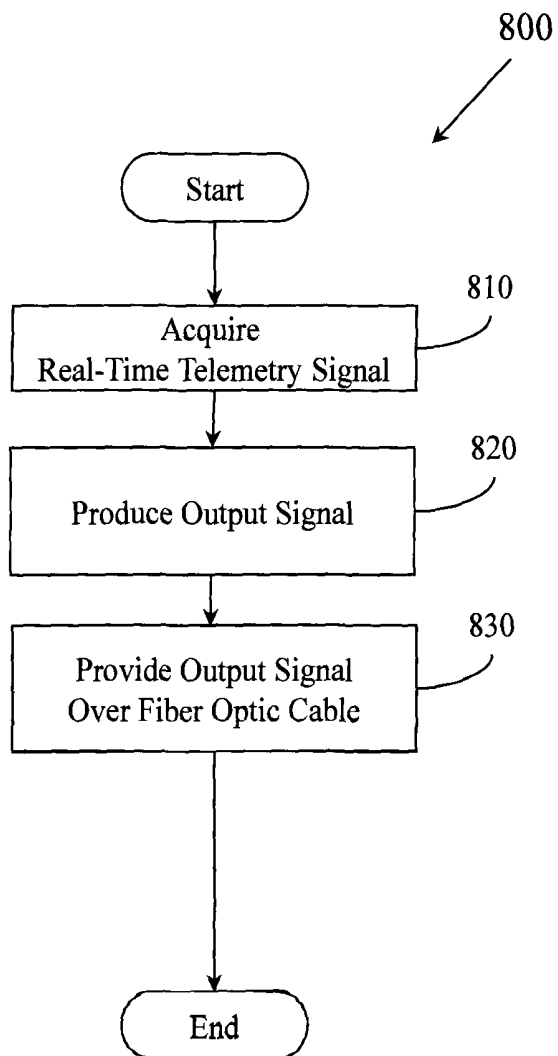 800
Start
810
Acquire
Real-Time Telemetry Signal
820
Produce Output Signal
830
Provide Output Signal
Over Fiber Optic Cable
End